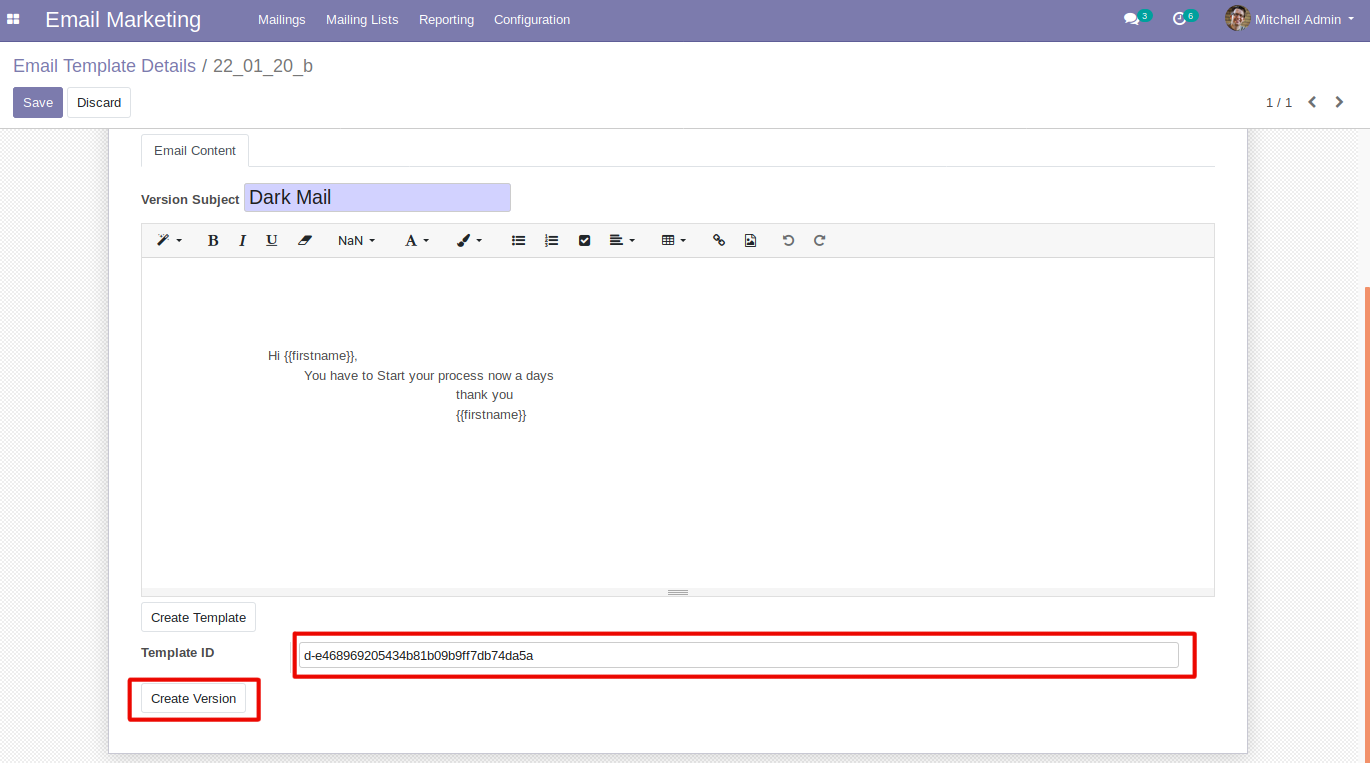 Email Marketing Mailings Mailing Lists Reporting Configuration 3 6 Mitchell Admin
Email Template Details / 22_01_20_b
Save Discard 1 / 1
Email Content
Version Subject Dark Mail
B I U NaN A
Hi {{firstname}},
You have to Start your process now a days
thank you
{{firstname}}
Create Template
Template ID d-e468969205434b81b09b9ff7db74da5a
Create Version